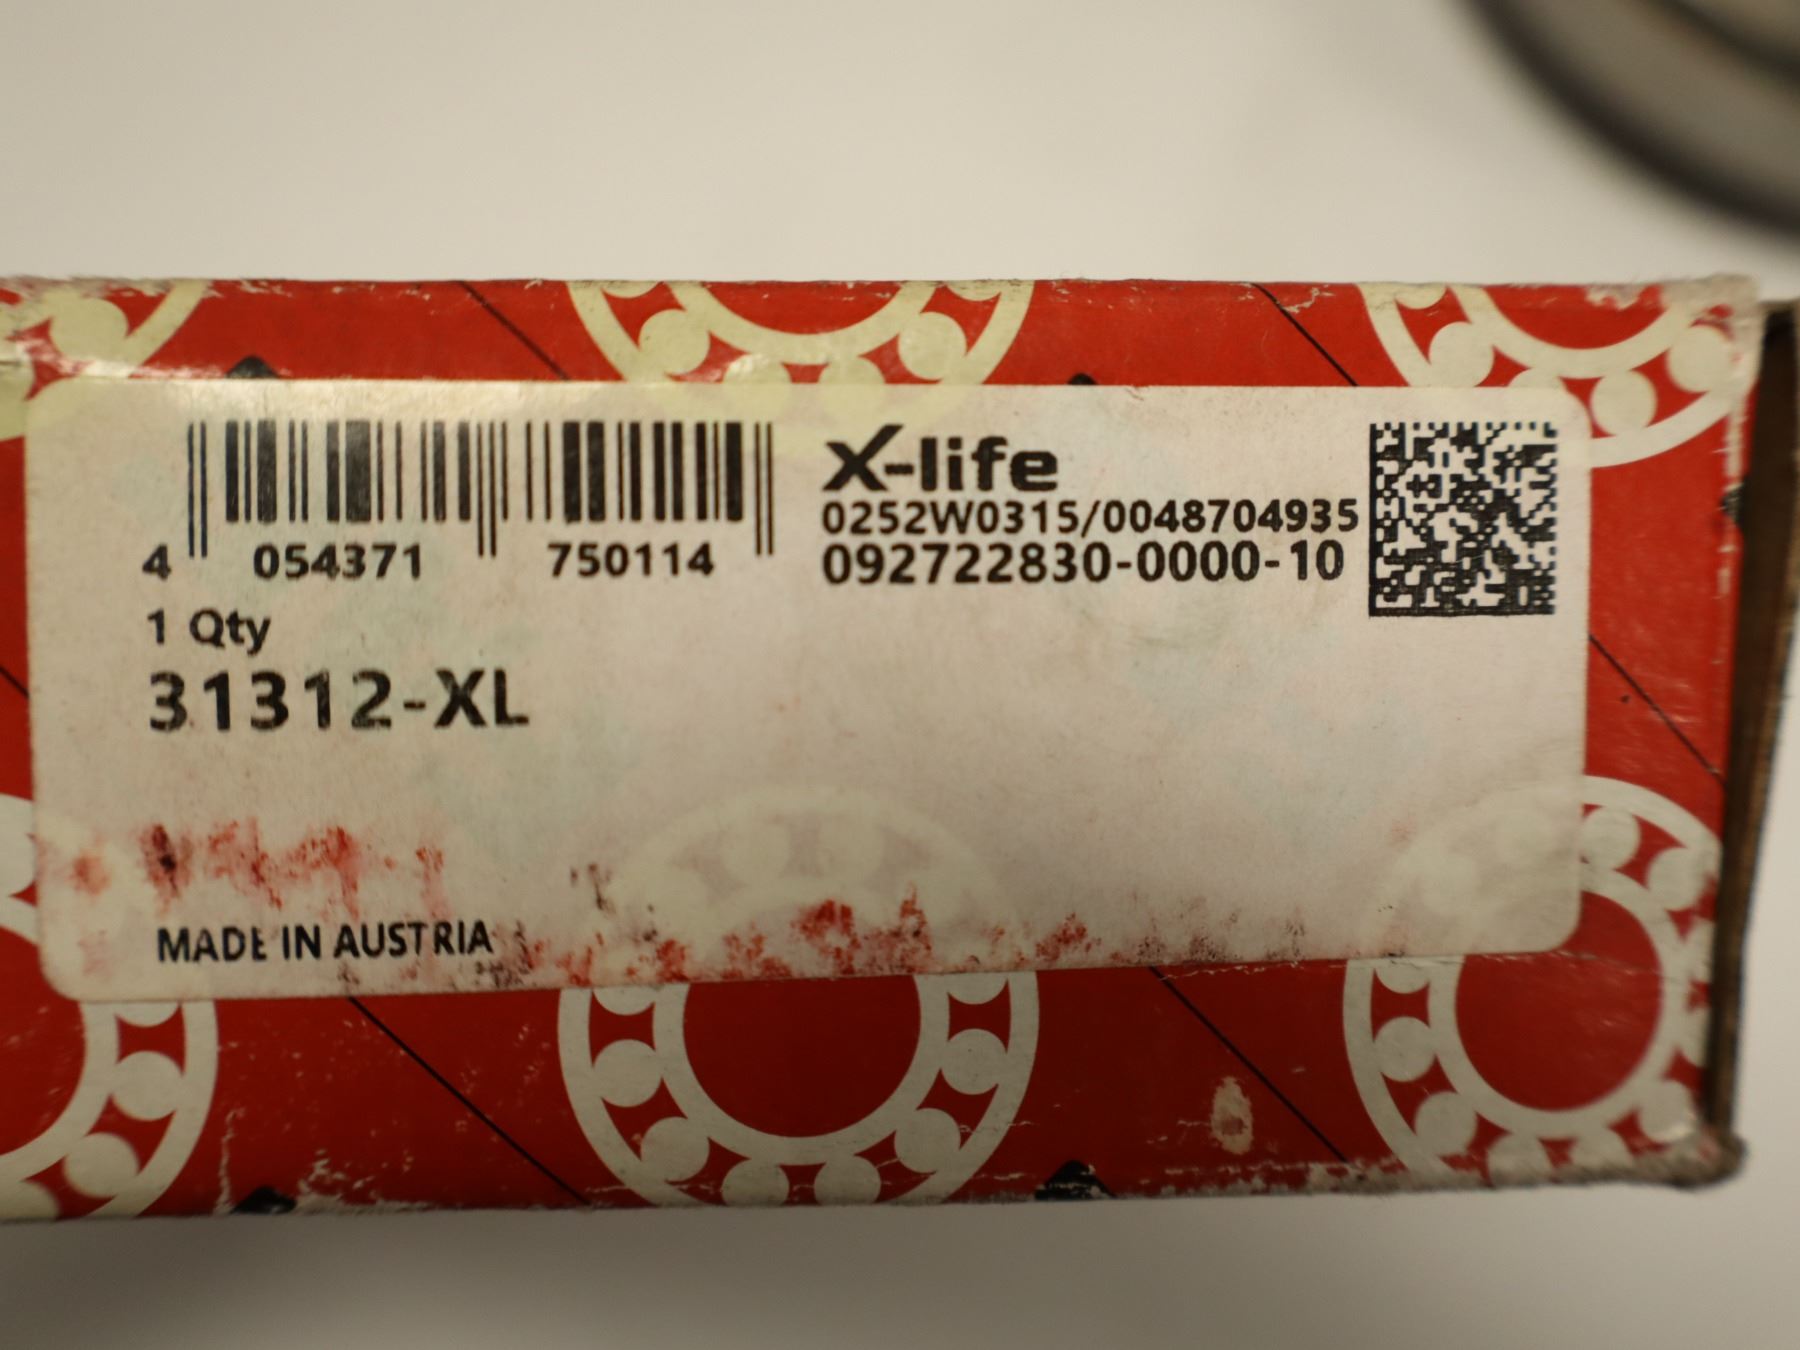 X-life
0252W0315/0048704935
092722830-0000-10
4 054371 750114
1 Qty
31312-XL
MADE IN AUSTRIA